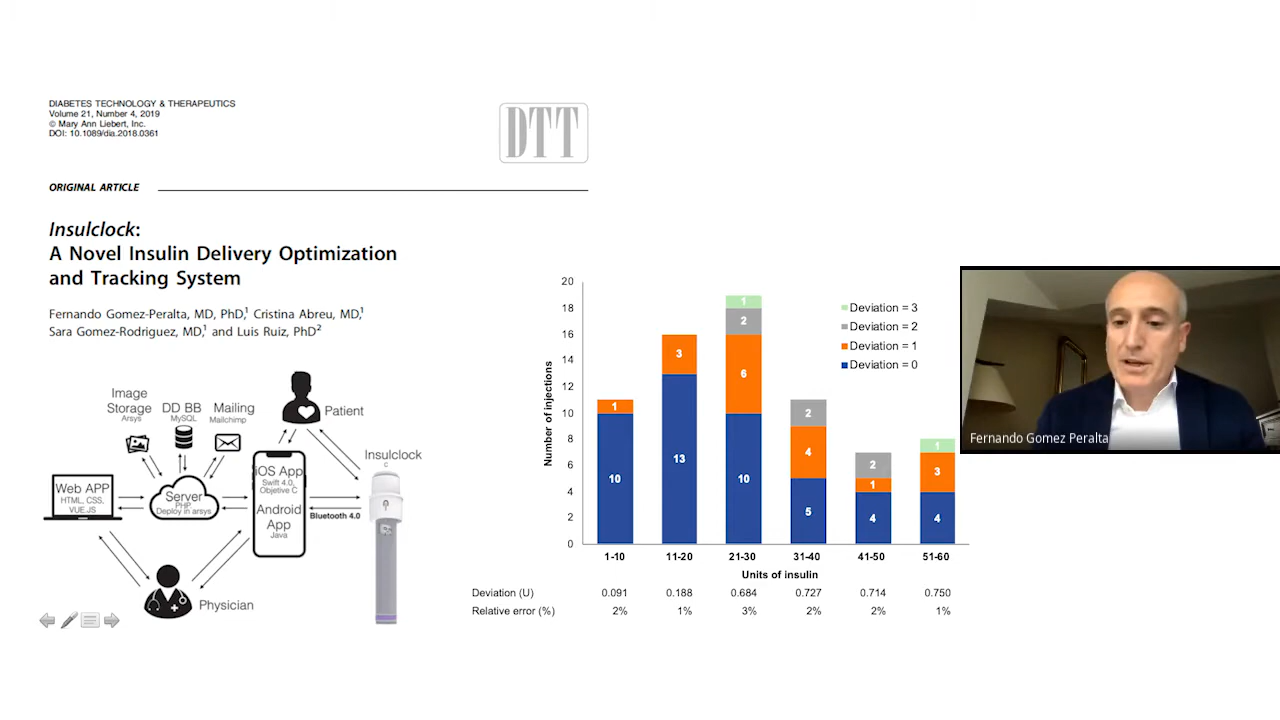 DIABETES TECHNOLOGY & THERAPEUTICS
Volume 21, Number 4, 2019
© Mary Ann Liebert, Inc.
DOI: 10.1089/dia.2018.0361
DTT
ORIGINAL ARTICLE
Insulclock:
A Novel Insulin Delivery Optimization
and Tracking System
Fernando Gomez-Peralta, MD, PhD,1 Cristina Abreu, MD,1
Sara Gomez-Rodriguez, MD,1 and Luis Ruiz, PhD2
Image
Storage
Arsys
DD BB
MySQL
Mailing
Mailchimp
Patient
Insulclock
c
Web APP
HTML, CSS,
VUE.JS
Server
PHP
Deploy in arsys
iOS App
Swift 4.0,
Objetive C
Android
App
Java
Bluetooth 4.0
Physician
Number of injections
20
18
16
14
12
10
8
6
4
2
0
1
10
3
13
1
2
6
10
2
4
5
2
1
4
1
3
4
Deviation = 3
Deviation = 2
Deviation = 1
Deviation = 0
1-10 11-20 21-30 31-40 41-50 51-60
Units of insulin
Deviation (U) 0.091 0.188 0.684 0.727 0.714 0.750
Relative error (%) 2% 1% 3% 2% 2% 1%
Fernando Gomez Peralta